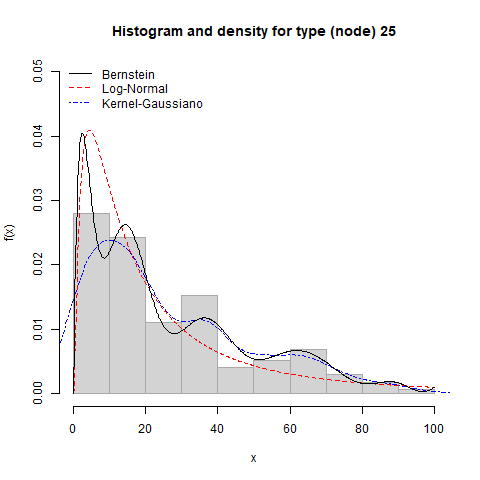 Histogram and density for type (node) 25
Bernstein
Log-Normal
Kernel-Gaussiano
f(x)
0.05
0.04
0.03
0.02
0.01
0.00
0 20 40 60 80 100
x